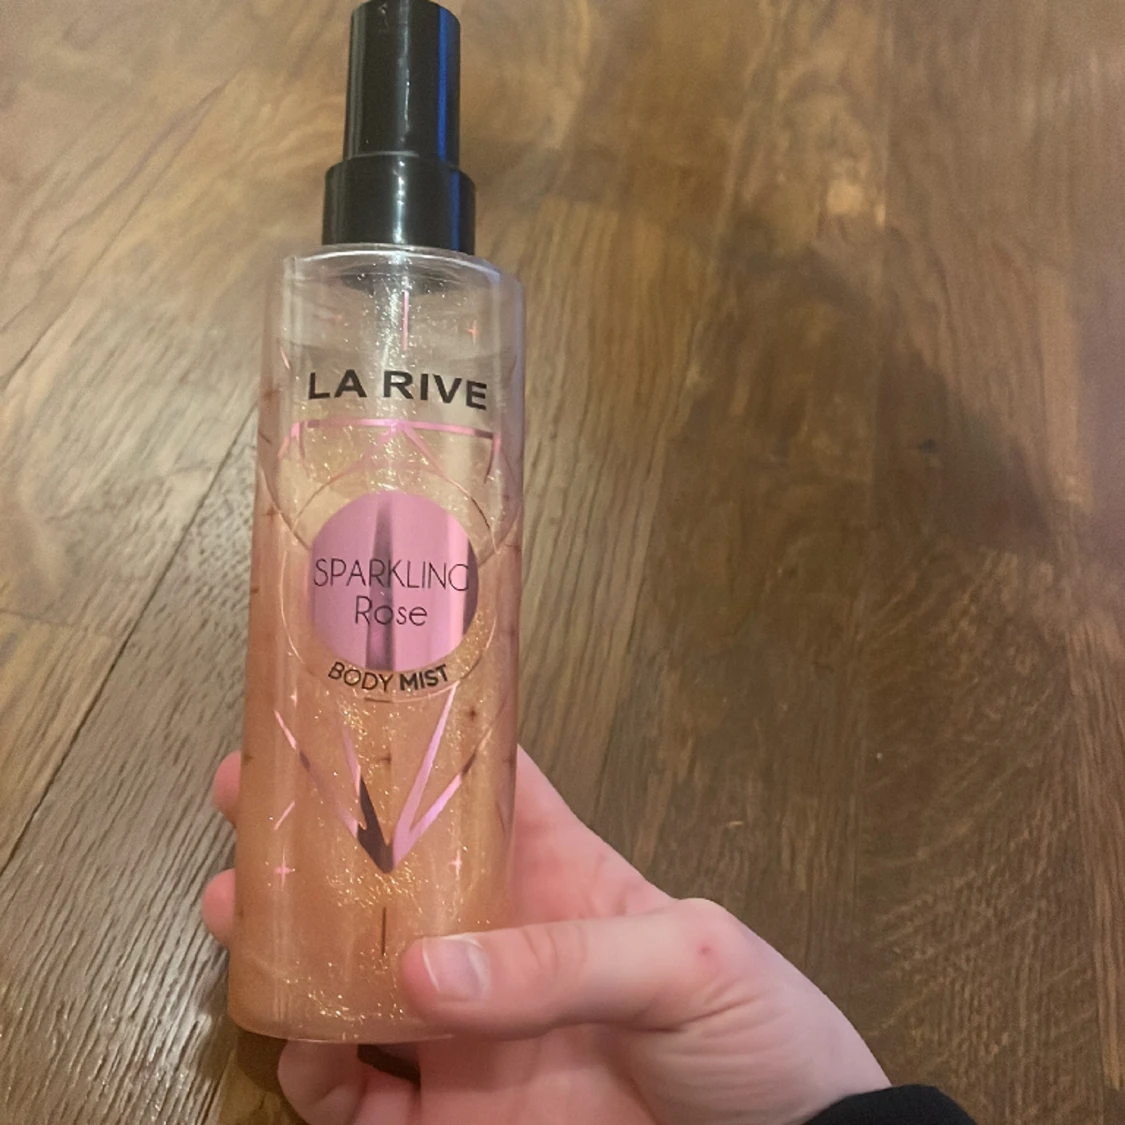 LA RIVE
SPARKLING
Rose
BODY MIST